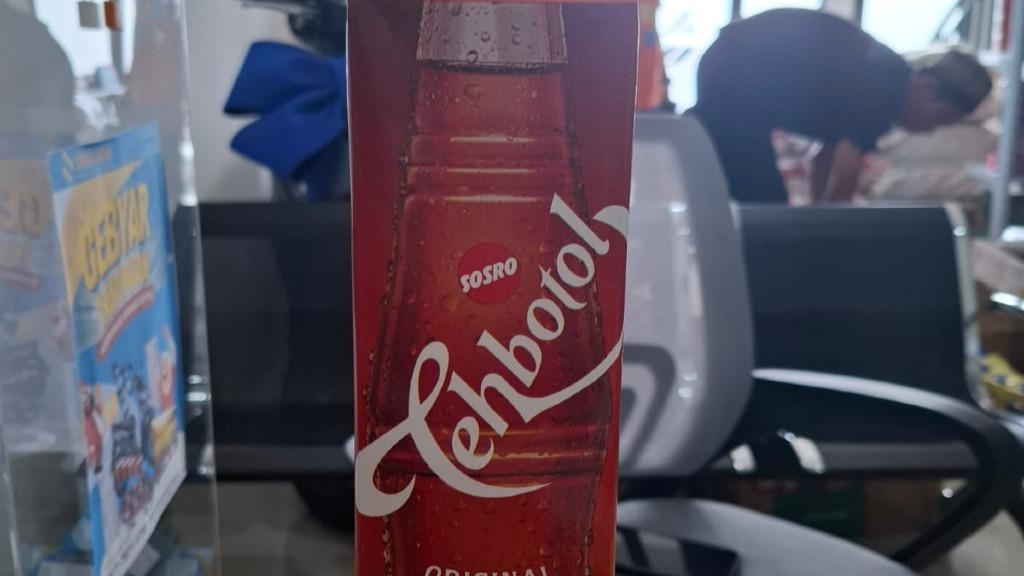 GEBYAR
SOSRO
Tehbotol
ORIGINAL